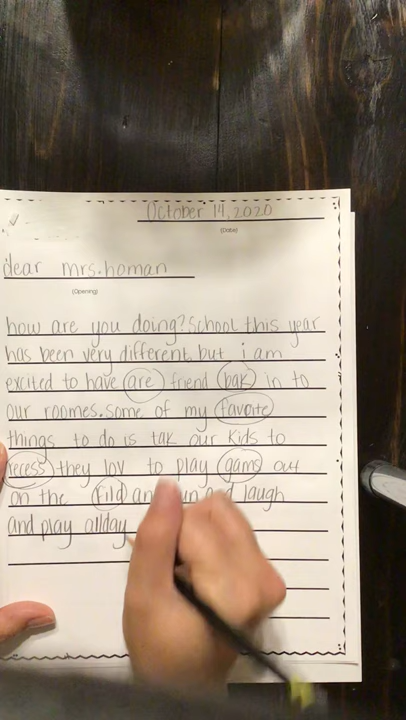 October 14, 2020
(Date)
dear mrs.homan
(Opening)
how are you doing? School this year
has been very different. but i am
excited to have are friend bak in to
our roomes. some of my favoite
things to do is tak our kids to
recess they lov to play gams out
on the fild and laugh
and play allday